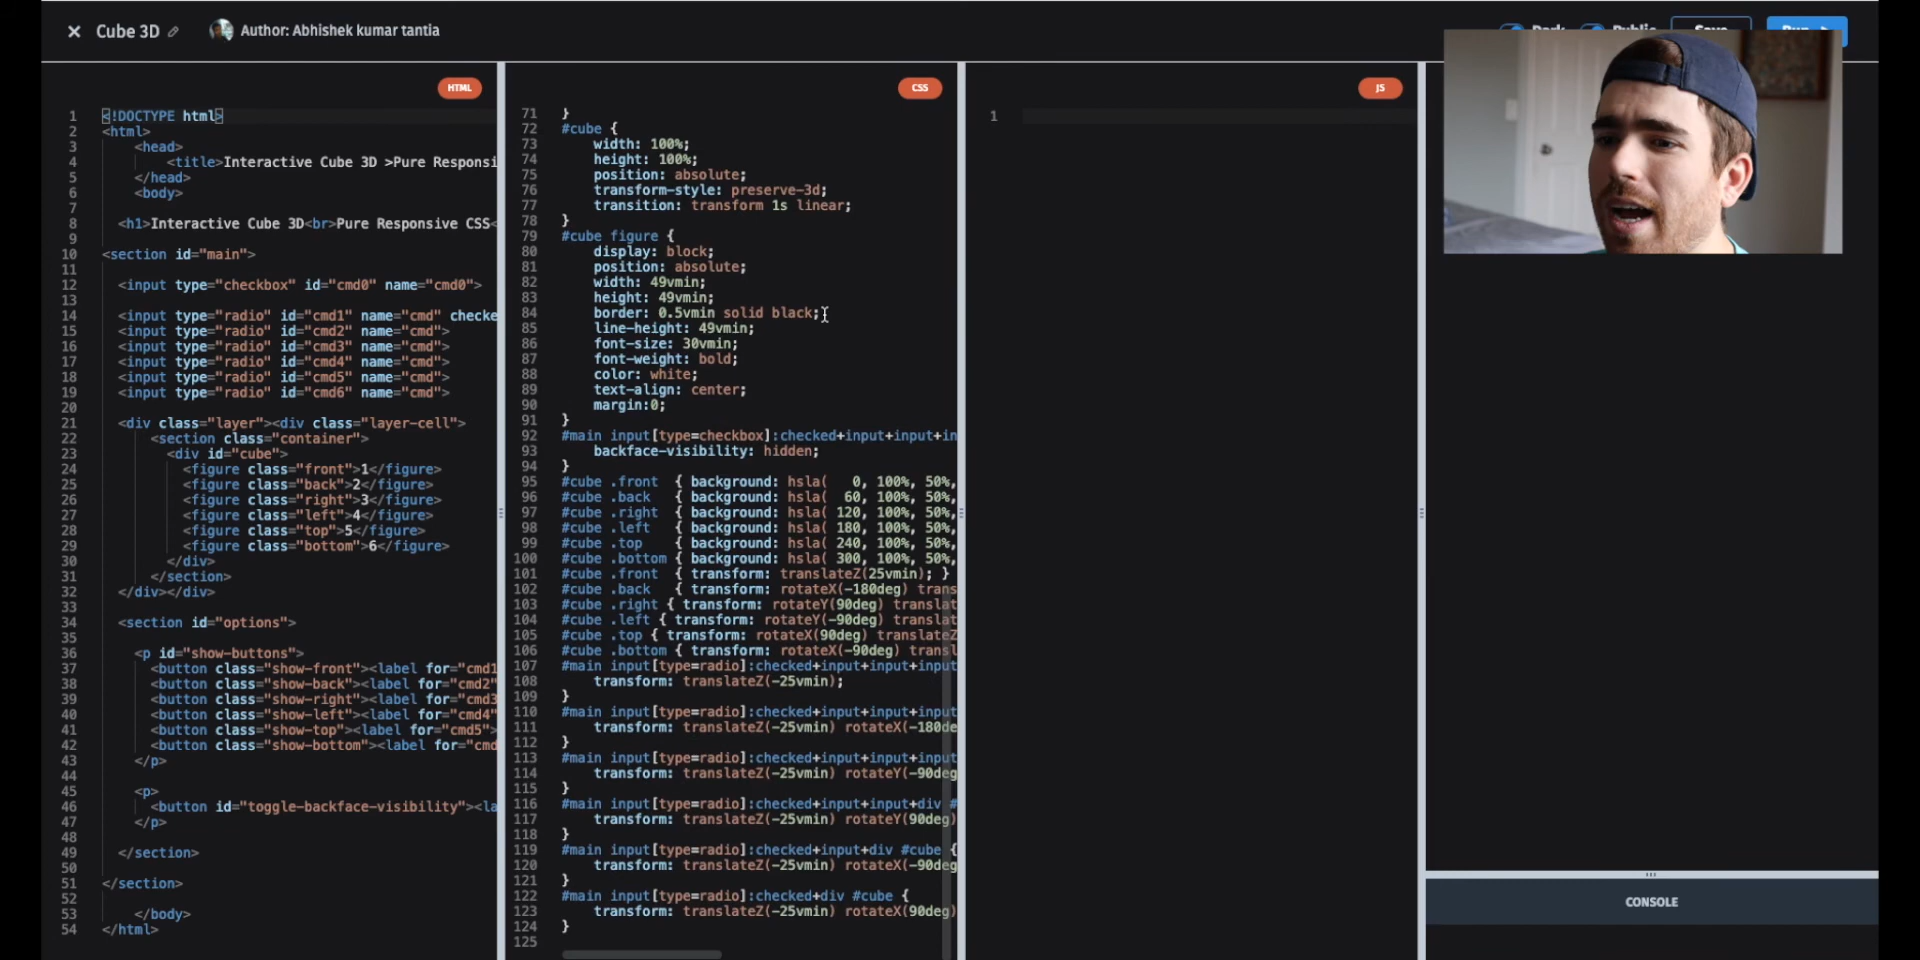 Cube 3D
Author: Abhishek kumar tantia
Dark
Public
Save
Run
HTML
1 <!DOCTYPE html>
2 <html>
3 <head>
4 <title>Interactive Cube 3D >Pure Responsi
5 </head>
6 <body>
7
8 <h1>Interactive Cube 3D<br>Pure Responsive CSS<
9
10 <section id="main">
11
12 <input type="checkbox" id="cmd0" name="cmd0">
13
14 <input type="radio" id="cmd1" name="cmd" checke
15 <input type="radio" id="cmd2" name="cmd">
16 <input type="radio" id="cmd3" name="cmd">
17 <input type="radio" id="cmd4" name="cmd">
18 <input type="radio" id="cmd5" name="cmd">
19 <input type="radio" id="cmd6" name="cmd">
20
21 <div class="layer"><div class="layer-cell">
22 <section class="container">
23 <div id="cube">
24 <figure class="front">1</figure>
25 <figure class="back">2</figure>
26 <figure class="right">3</figure>
27 <figure class="left">4</figure>
28 <figure class="top">5</figure>
29 <figure class="bottom">6</figure>
30 </div>
31 </section>
32 </div></div>
33
34 <section id="options">
35
36 <p id="show-buttons">
37 <button class="show-front"><label for="cmd1
38 <button class="show-back"><label for="cmd2"
39 <button class="show-right"><label for="cmd3
40 <button class="show-left"><label for="cmd4"
41 <button class="show-top"><label for="cmd5">
42 <button class="show-bottom"><label for="cmd
43 </p>
44
45 <p>
46 <button id="toggle-backface-visibility"><la
47 </p>
48
49 </section>
50
51 </section>
52
53 </body>
54 </html>
CSS
71 }
72 #cube {
73 width: 100%;
74 height: 100%;
75 position: absolute;
76 transform-style: preserve-3d;
77 transition: transform 1s linear;
78 }
79 #cube figure {
80 display: block;
81 position: absolute;
82 width: 49vmin;
83 height: 49vmin;
84 border: 0.5vmin solid black;
85 line-height: 49vmin;
86 font-size: 30vmin;
87 font-weight: bold;
88 color: white;
89 text-align: center;
90 margin:0;
91 }
92 #main input[type=checkbox]:checked+input+input+in
93 backface-visibility: hidden;
94 }
95 #cube .front { background: hsla( 0, 100%, 50%,
96 #cube .back { background: hsla( 60, 100%, 50%,
97 #cube .right { background: hsla( 120, 100%, 50%,
98 #cube .left { background: hsla( 180, 100%, 50%,
99 #cube .top { background: hsla( 240, 100%, 50%,
100 #cube .bottom { background: hsla( 300, 100%, 50%,
101 #cube .front { transform: translateZ(25vmin); }
102 #cube .back { transform: rotateX(-180deg) trans
103 #cube .right { transform: rotateY(90deg) translat
104 #cube .left { transform: rotateY(-90deg) transla
105 #cube .top { transform: rotateX(90deg) translateZ
106 #cube .bottom { transform: rotateX(-90deg) transl
107 #main input[type=radio]:checked+input+input+input
108 transform: translateZ(-25vmin);
109 }
110 #main input[type=radio]:checked+input+input+input
111 transform: translateZ(-25vmin) rotateX(-180de
112 }
113 #main input[type=radio]:checked+input+input+input
114 transform: translateZ(-25vmin) rotateY(-90deg
115 }
116 #main input[type=radio]:checked+input+input+div #
117 transform: translateZ(-25vmin) rotateY(90deg)
118 }
119 #main input[type=radio]:checked+input+div #cube {
120 transform: translateZ(-25vmin) rotateX(-90deg
121 }
122 #main input[type=radio]:checked+div #cube {
123 transform: translateZ(-25vmin) rotateX(90deg)
124 }
125
JS
1
CONSOLE